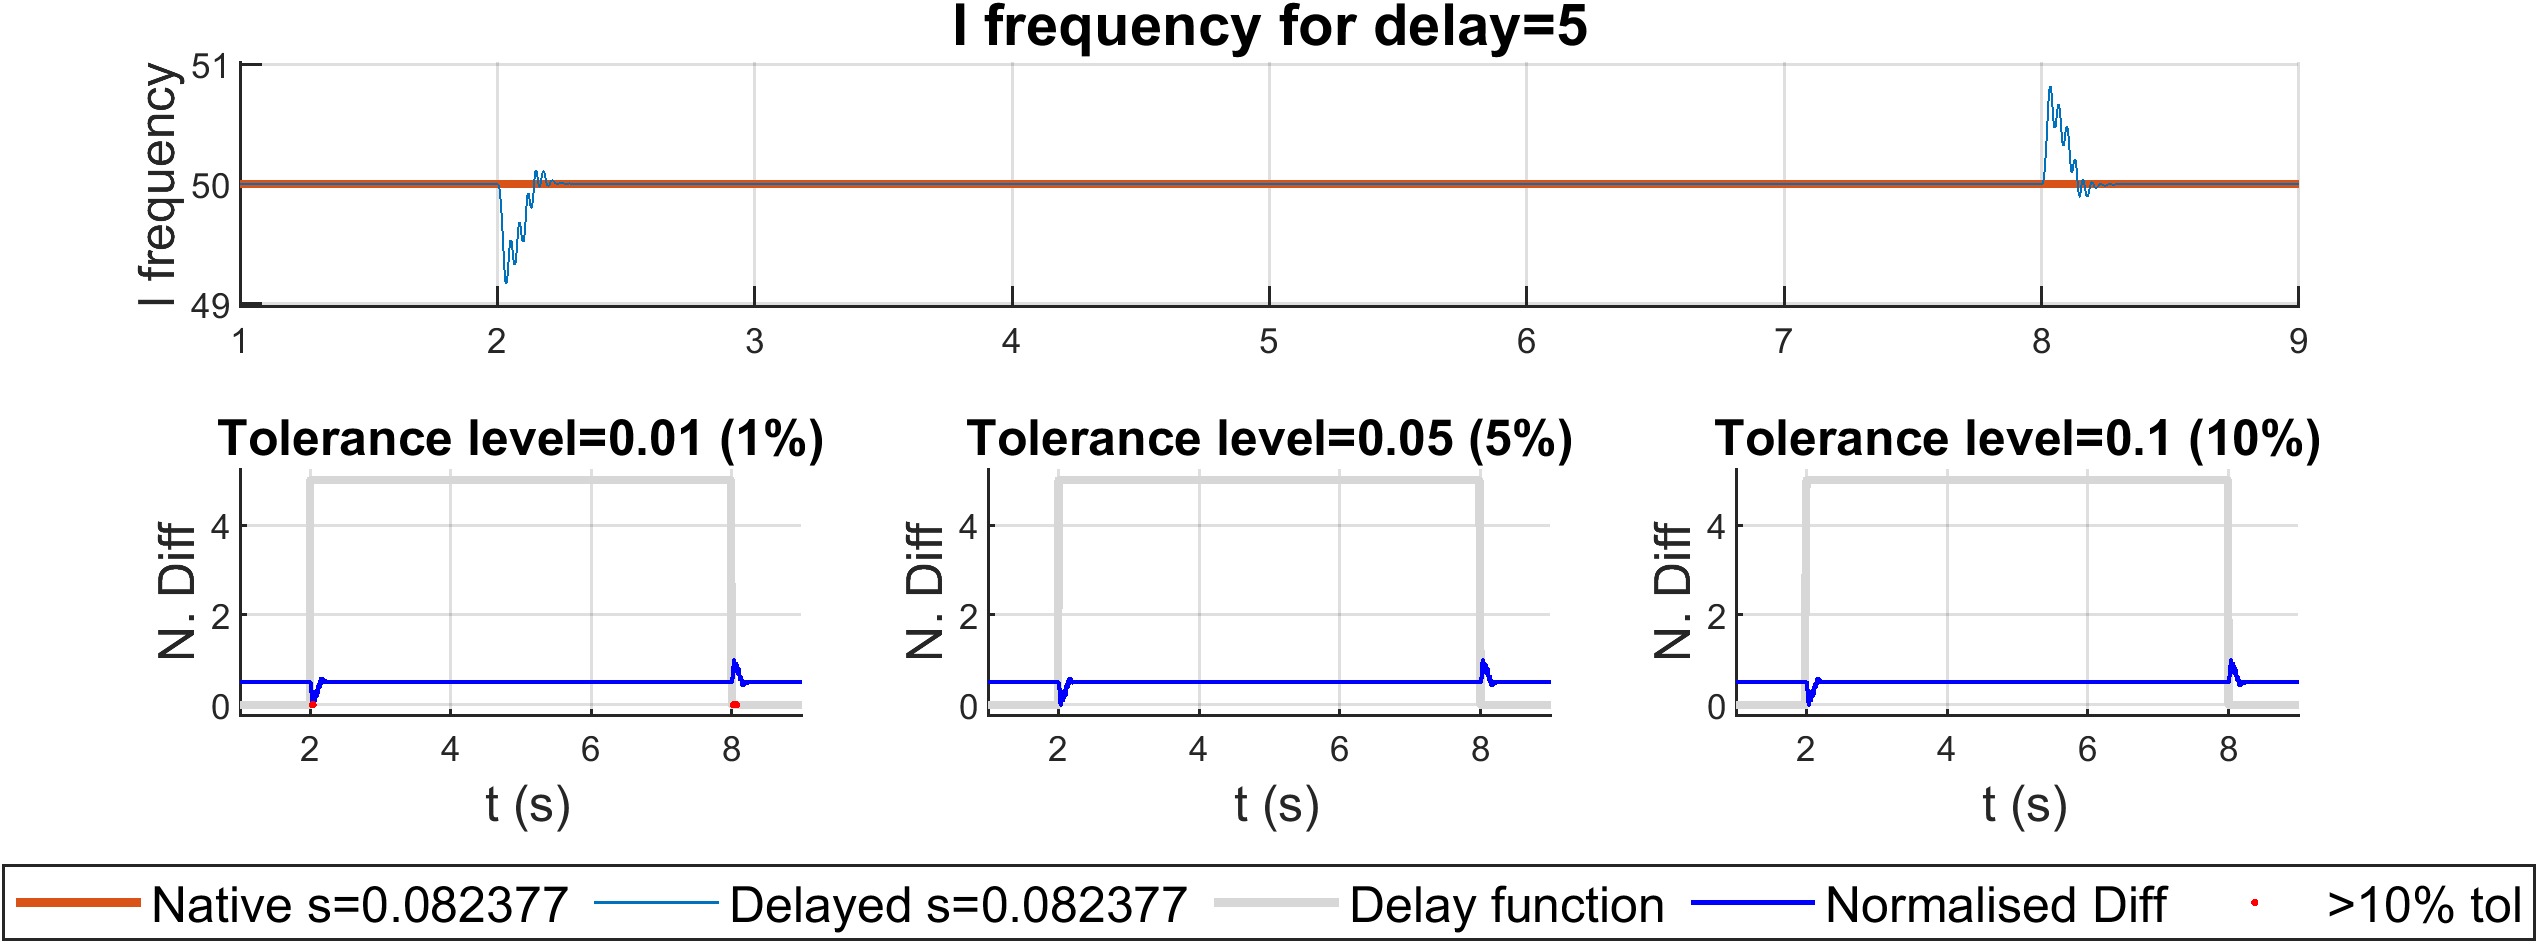 I frequency for delay=5
I frequency
51
50
49
1 2 3 4 5 6 7 8 9
Tolerance level=0.01 (1%)
N. Diff
4
2
0
2 4 6 8
t (s)
Tolerance level=0.05 (5%)
N. Diff
4
2
0
2 4 6 8
t (s)
Tolerance level=0.1 (10%)
N. Diff
4
2
0
2 4 6 8
t (s)
Native s=0.082377 Delayed s=0.082377 Delay function Normalised Diff >10% tol